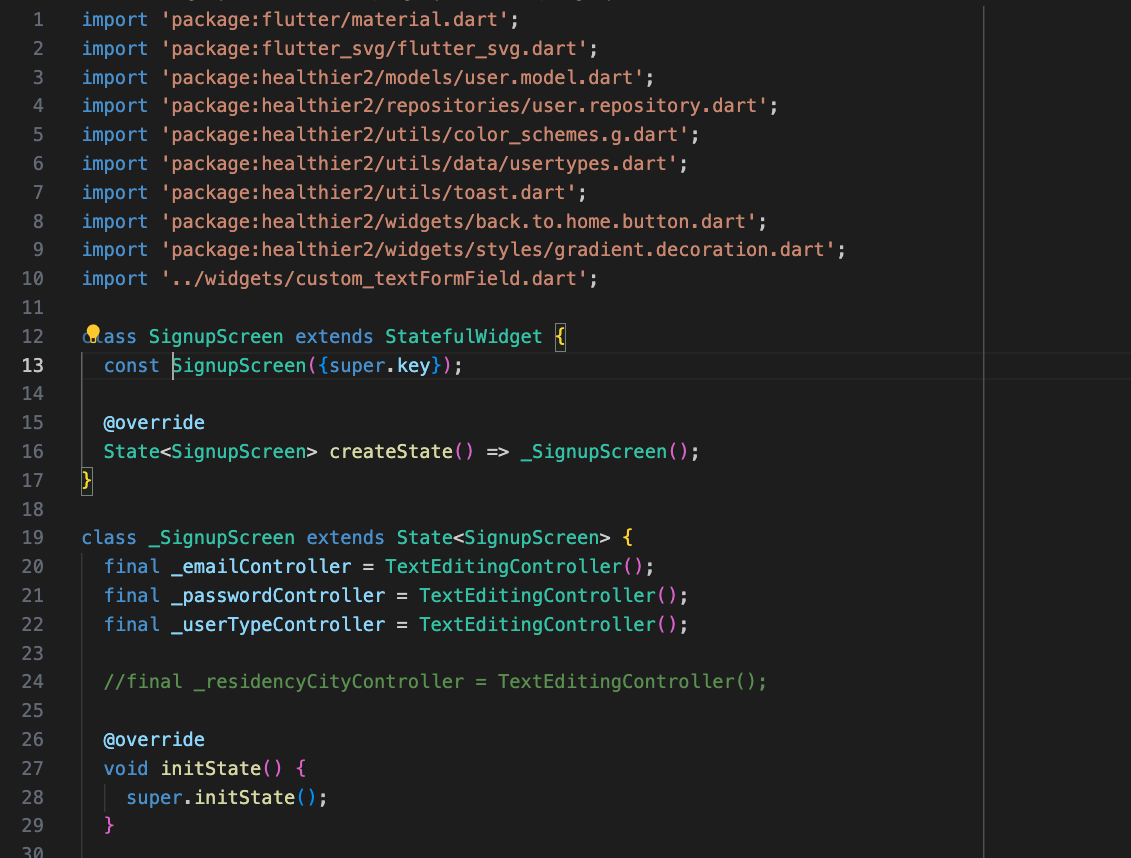 1 import 'package:flutter/material.dart';
2 import 'package:flutter_svg/flutter_svg.dart';
3 import 'package:healthier2/models/user.model.dart';
4 import 'package:healthier2/repositories/user.repository.dart';
5 import 'package:healthier2/utils/color_schemes.g.dart';
6 import 'package:healthier2/utils/data/usertypes.dart';
7 import 'package:healthier2/utils/toast.dart';
8 import 'package:healthier2/widgets/back.to.home.button.dart';
9 import 'package:healthier2/widgets/styles/gradient.decoration.dart';
10 import '../widgets/custom_textFormField.dart';
11
12 class SignupScreen extends StatefulWidget {
13   const SignupScreen({super.key});
14
15   @override
16   State<SignupScreen> createState() => _SignupScreen();
17 }
18
19 class _SignupScreen extends State<SignupScreen> {
20   final _emailController = TextEditingController();
21   final _passwordController = TextEditingController();
22   final _userTypeController = TextEditingController();
23
24   //final _residencyCityController = TextEditingController();
25
26   @override
27   void initState() {
28     super.initState();
29   }
30